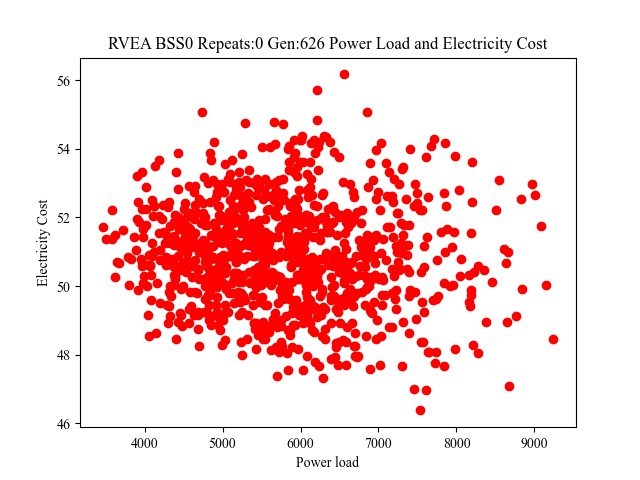 RVEA BSS0 Repeats:0 Gen:626 Power Load and Electricity Cost
56
54
52
50
48
46
Electricity Cost
4000 5000 6000 7000 8000 9000
Power load